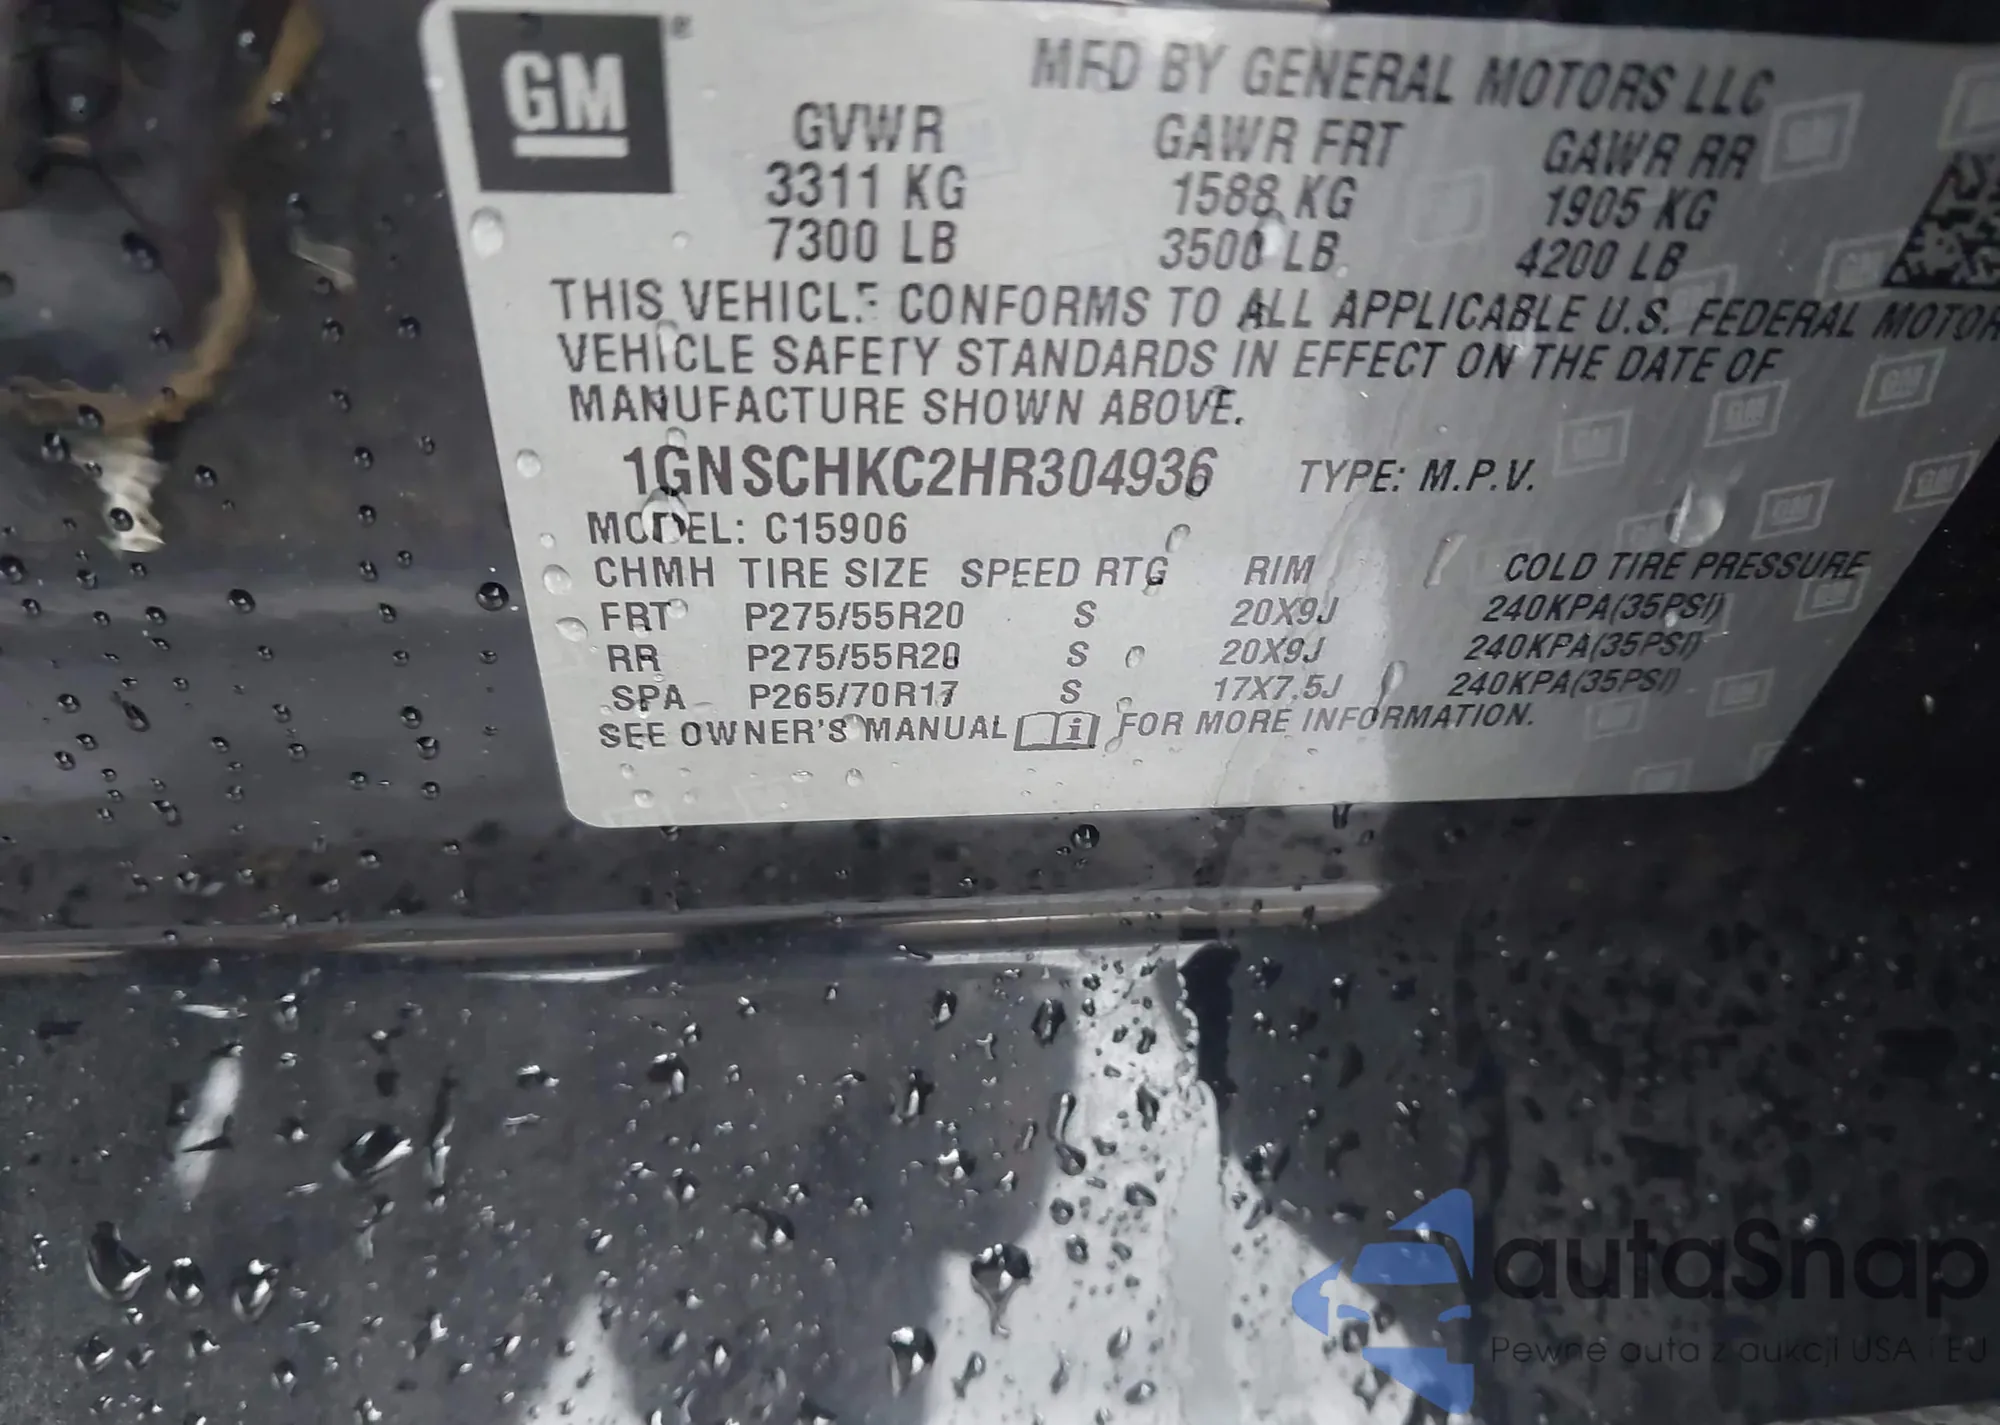 GM
MFD BY GENERAL MOTORS LLC
GVWR GAWR FRT GAWR RR
3311 KG 1588 KG 1905 KG
7300 LB 3500 LB 4200 LB
THIS VEHICLE CONFORMS TO ALL APPLICABLE U.S. FEDERAL MOTOR
VEHICLE SAFETY STANDARDS IN EFFECT ON THE DATE OF
MANUFACTURE SHOWN ABOVE.
1GNSCHKC2HR304936 TYPE: M.P.V.
MODEL: C15906
CHMH TIRE SIZE SPEED RTG RIM COLD TIRE PRESSURE
FRT P275/55R20 S 20X9J 240KPA(35PSI)
RR P275/55R20 S 20X9J 240KPA(35PSI)
SPA P265/70R17 S 17X7.5J 240KPA(35PSI)
SEE OWNER'S MANUAL FOR MORE INFORMATION.
autaSnap
Pewne auta z aukcji USA i EU